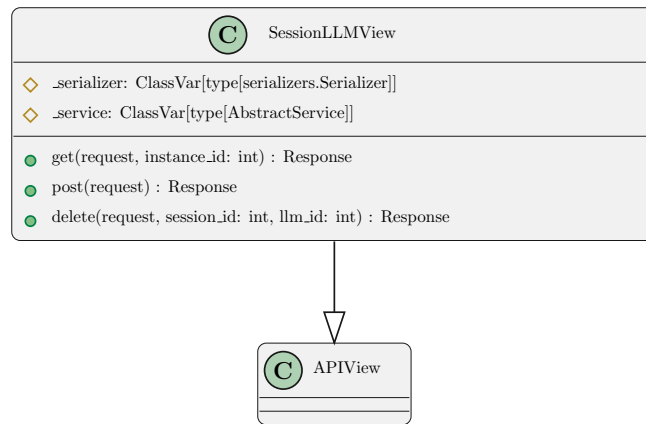 C SessionLLMView
_serializer: ClassVar[type[serializers.Serializer]]
_service: ClassVar[type[AbstractService]]
get(request, instance_id: int) : Response
post(request) : Response
delete(request, session_id: int, llm_id: int) : Response
C APIView